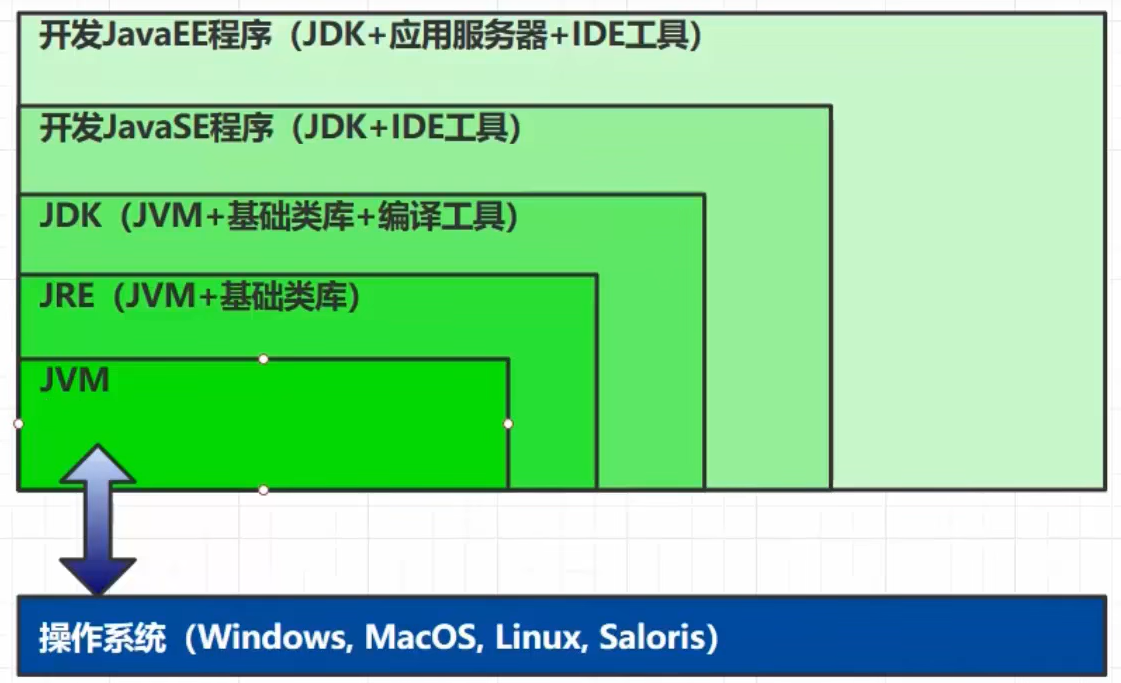 开发JavaEE程序（JDK+应用服务器+IDE工具）
开发JavaSE程序（JDK+IDE工具）
JDK（JVM+基础类库+编译工具）
JRE（JVM+基础类库）
JVM
操作系统（Windows, MacOS, Linux, Saloris）